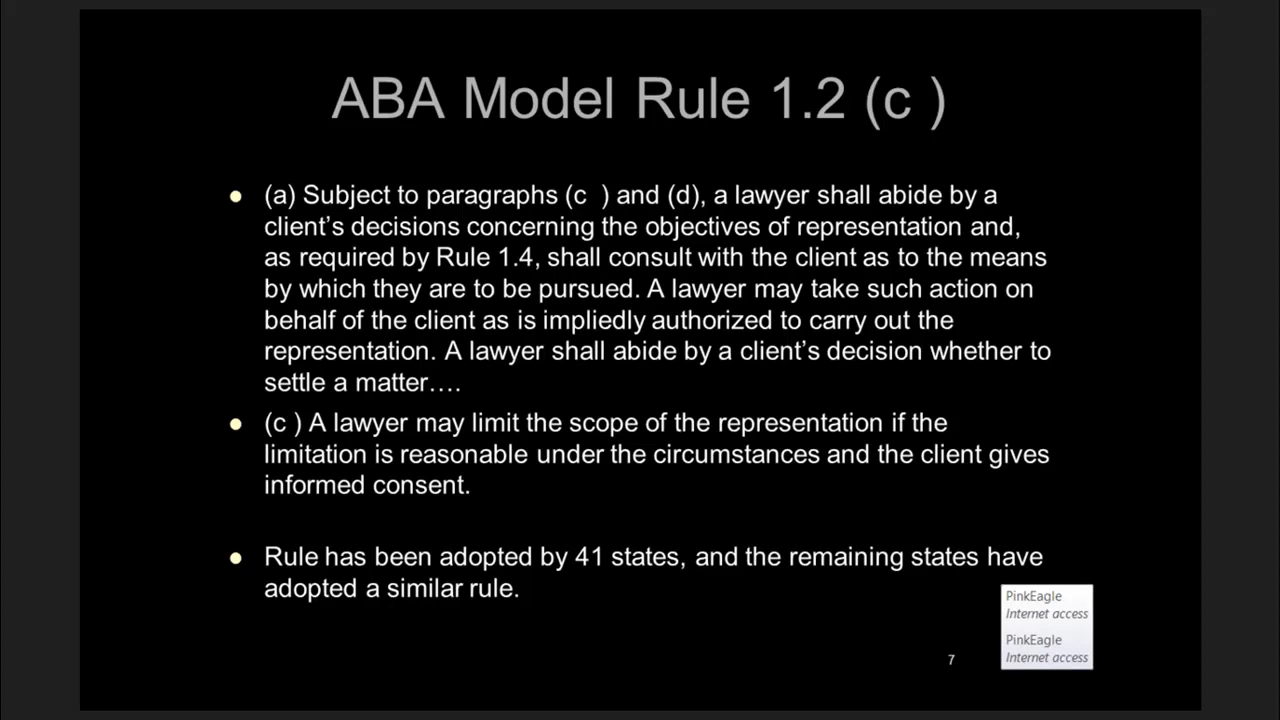 ABA Model Rule 1.2 (c )
● (a) Subject to paragraphs (c  ) and (d), a lawyer shall abide by a
client’s decisions concerning the objectives of representation and,
as required by Rule 1.4, shall consult with the client as to the means
by which they are to be pursued. A lawyer may take such action on
behalf of the client as is impliedly authorized to carry out the
representation. A lawyer shall abide by a client’s decision whether to
settle a matter….
● (c ) A lawyer may limit the scope of the representation if the
limitation is reasonable under the circumstances and the client gives
informed consent.
● Rule has been adopted by 41 states, and the remaining states have
adopted a similar rule.
PinkEagle
Internet access
PinkEagle
Internet access
7